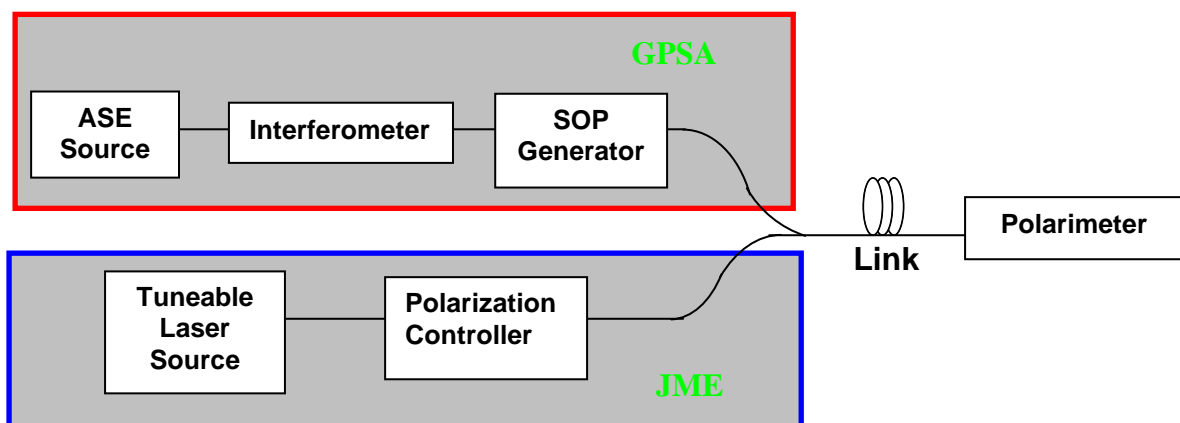 GPSA
ASE
Source
Interferometer
SOP
Generator
Link
Polarimeter
Tuneable
Laser
Source
Polarization
Controller
JME